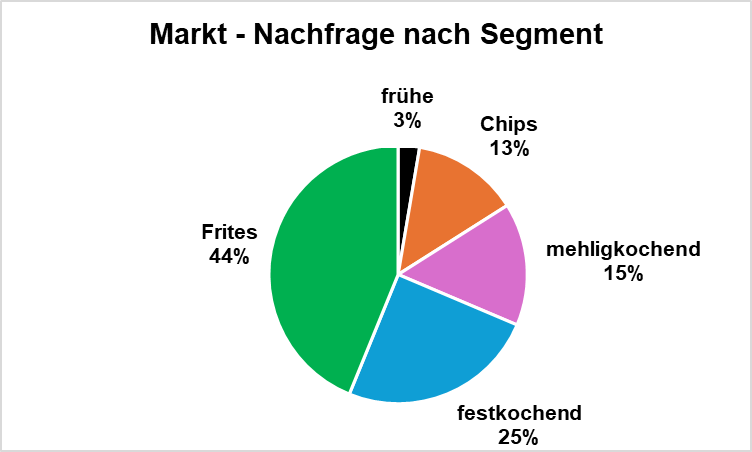 Markt - Nachfrage nach Segment
frühe
3%
Chips
13%
mehligkochend
15%
festkochend
25%
Frites
44%